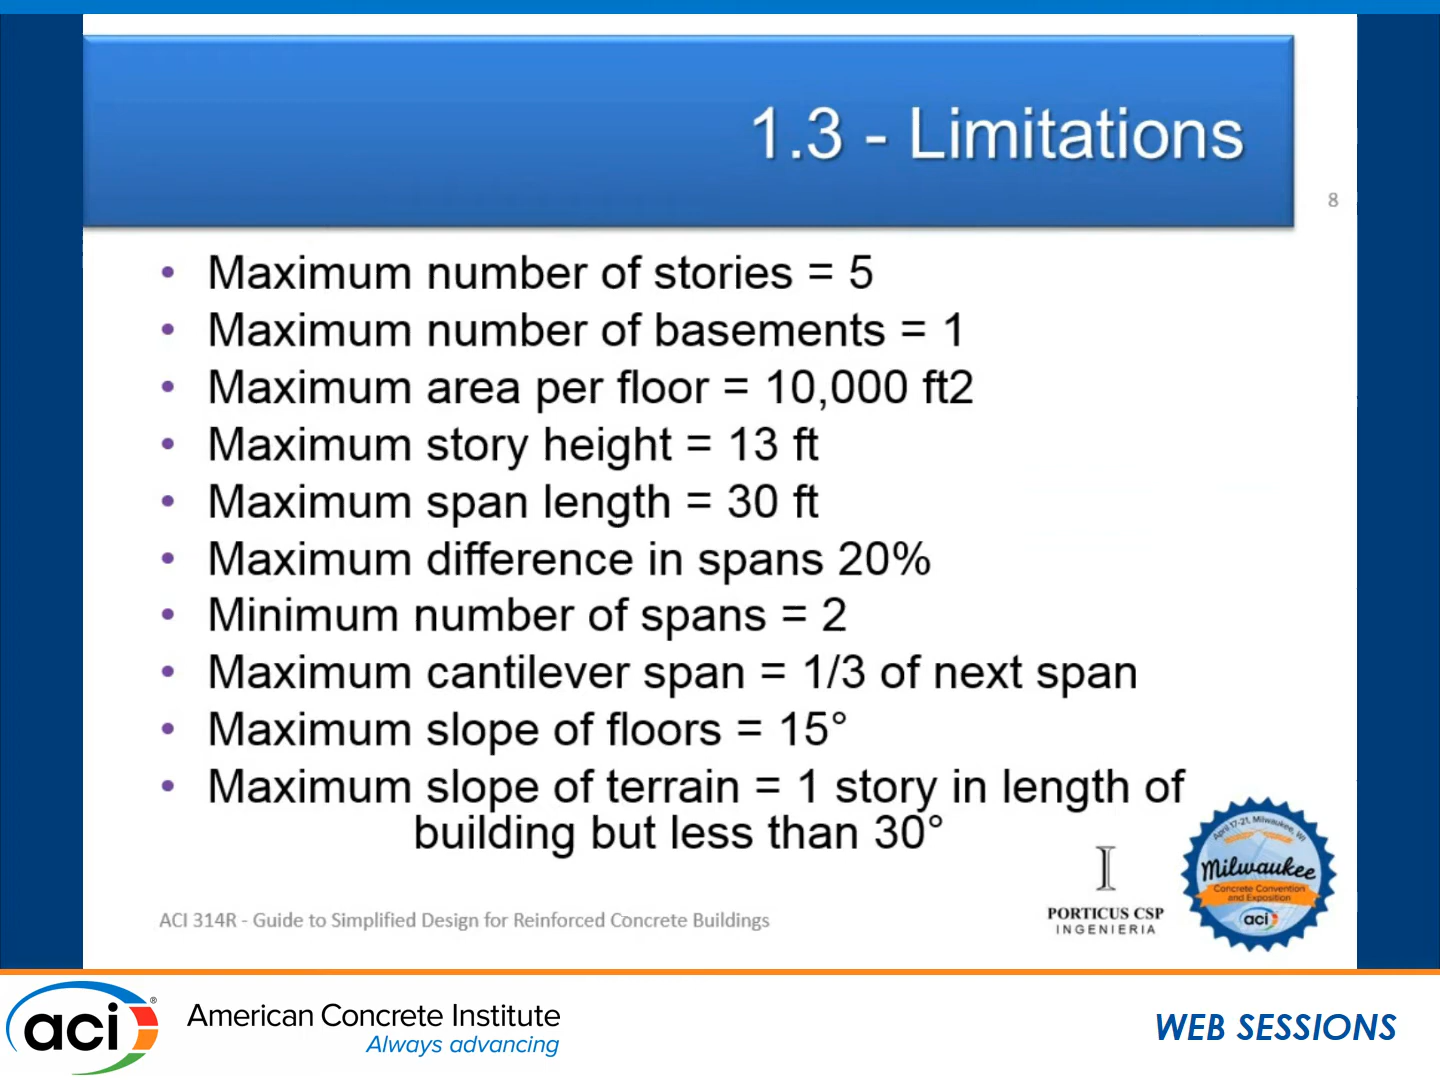 1.3 - Limitations
8
• Maximum number of stories = 5
• Maximum number of basements = 1
• Maximum area per floor = 10,000 ft2
• Maximum story height = 13 ft
• Maximum span length = 30 ft
• Maximum difference in spans 20%
• Minimum number of spans = 2
• Maximum cantilever span = 1/3 of next span
• Maximum slope of floors = 15°
• Maximum slope of terrain = 1 story in length of
building but less than 30°
ACI 314R - Guide to Simplified Design for Reinforced Concrete Buildings
PORTICUS CSP
INGENIERIA
April 17-21, Milwaukee, WI
Milwaukee
Concrete Convention
and Exposition
aci
aci®
American Concrete Institute
Always advancing
WEB SESSIONS